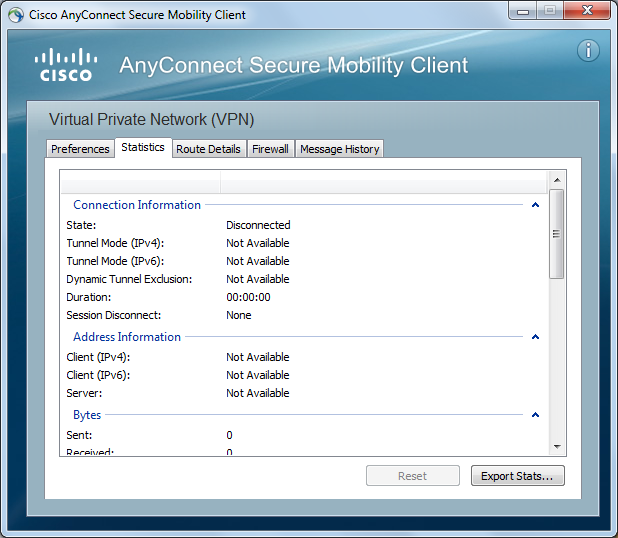 Cisco AnyConnect Secure Mobility Client
CISCO AnyConnect Secure Mobility Client
Virtual Private Network (VPN)
Preferences Statistics Route Details Firewall Message History
Connection Information
State: Disconnected
Tunnel Mode (IPv4): Not Available
Tunnel Mode (IPv6): Not Available
Dynamic Tunnel Exclusion: Not Available
Duration: 00:00:00
Session Disconnect: None
Address Information
Client (IPv4): Not Available
Client (IPv6): Not Available
Server: Not Available
Bytes
Sent: 0
Received: 0
Reset Export Stats...